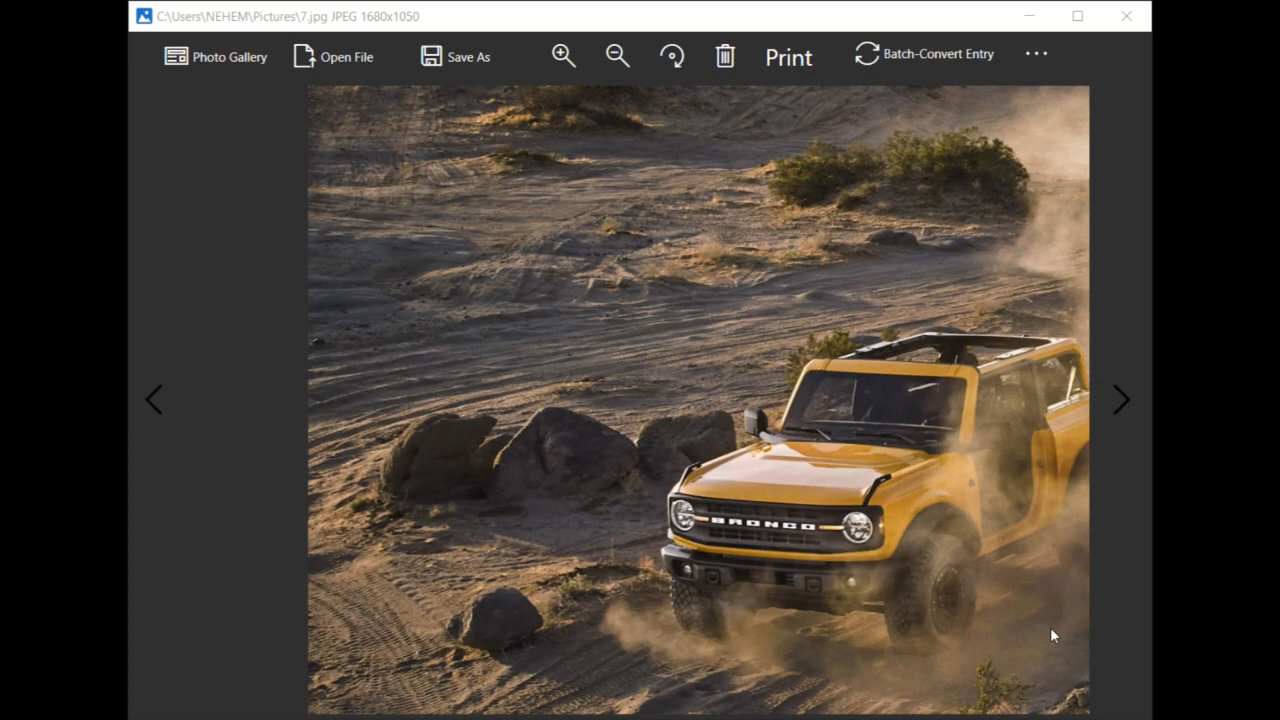 C:\Users\NEHEM\Pictures\7.jpg JPEG 1680x1050
Photo Gallery Open File Save As Print Batch-Convert Entry
BRONCO